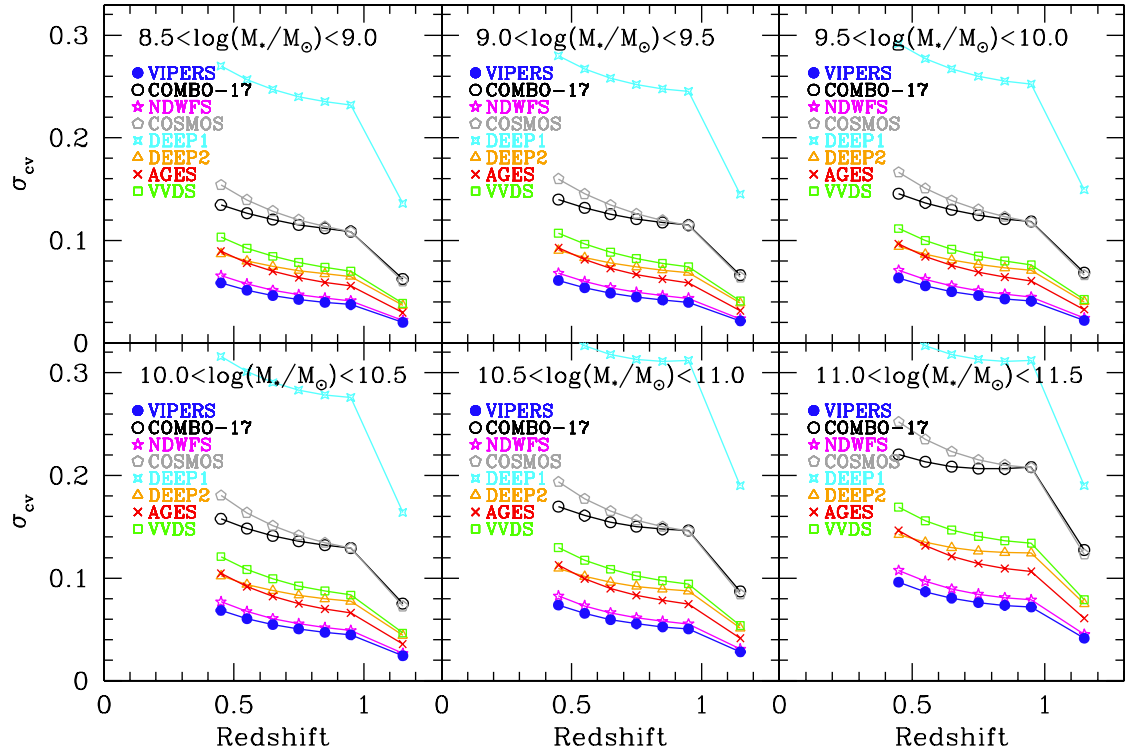 0.3
0.2
0.1
0
σcv
8.5<log(M*/M⊙)<9.0
VIPERS
COMBO-17
NDWFS
COSMOS
DEEP1
DEEP2
AGES
VVDS
9.0<log(M*/M⊙)<9.5
VIPERS
COMBO-17
NDWFS
COSMOS
DEEP1
DEEP2
AGES
VVDS
9.5<log(M*/M⊙)<10.0
VIPERS
COMBO-17
NDWFS
COSMOS
DEEP1
DEEP2
AGES
VVDS
0.3
0.2
0.1
0
σcv
10.0<log(M*/M⊙)<10.5
VIPERS
COMBO-17
NDWFS
COSMOS
DEEP1
DEEP2
AGES
VVDS
0 0.5 1
Redshift
10.5<log(M*/M⊙)<11.0
VIPERS
COMBO-17
NDWFS
COSMOS
DEEP1
DEEP2
AGES
VVDS
0.5 1
Redshift
11.0<log(M*/M⊙)<11.5
VIPERS
COMBO-17
NDWFS
COSMOS
DEEP1
DEEP2
AGES
VVDS
0.5 1
Redshift